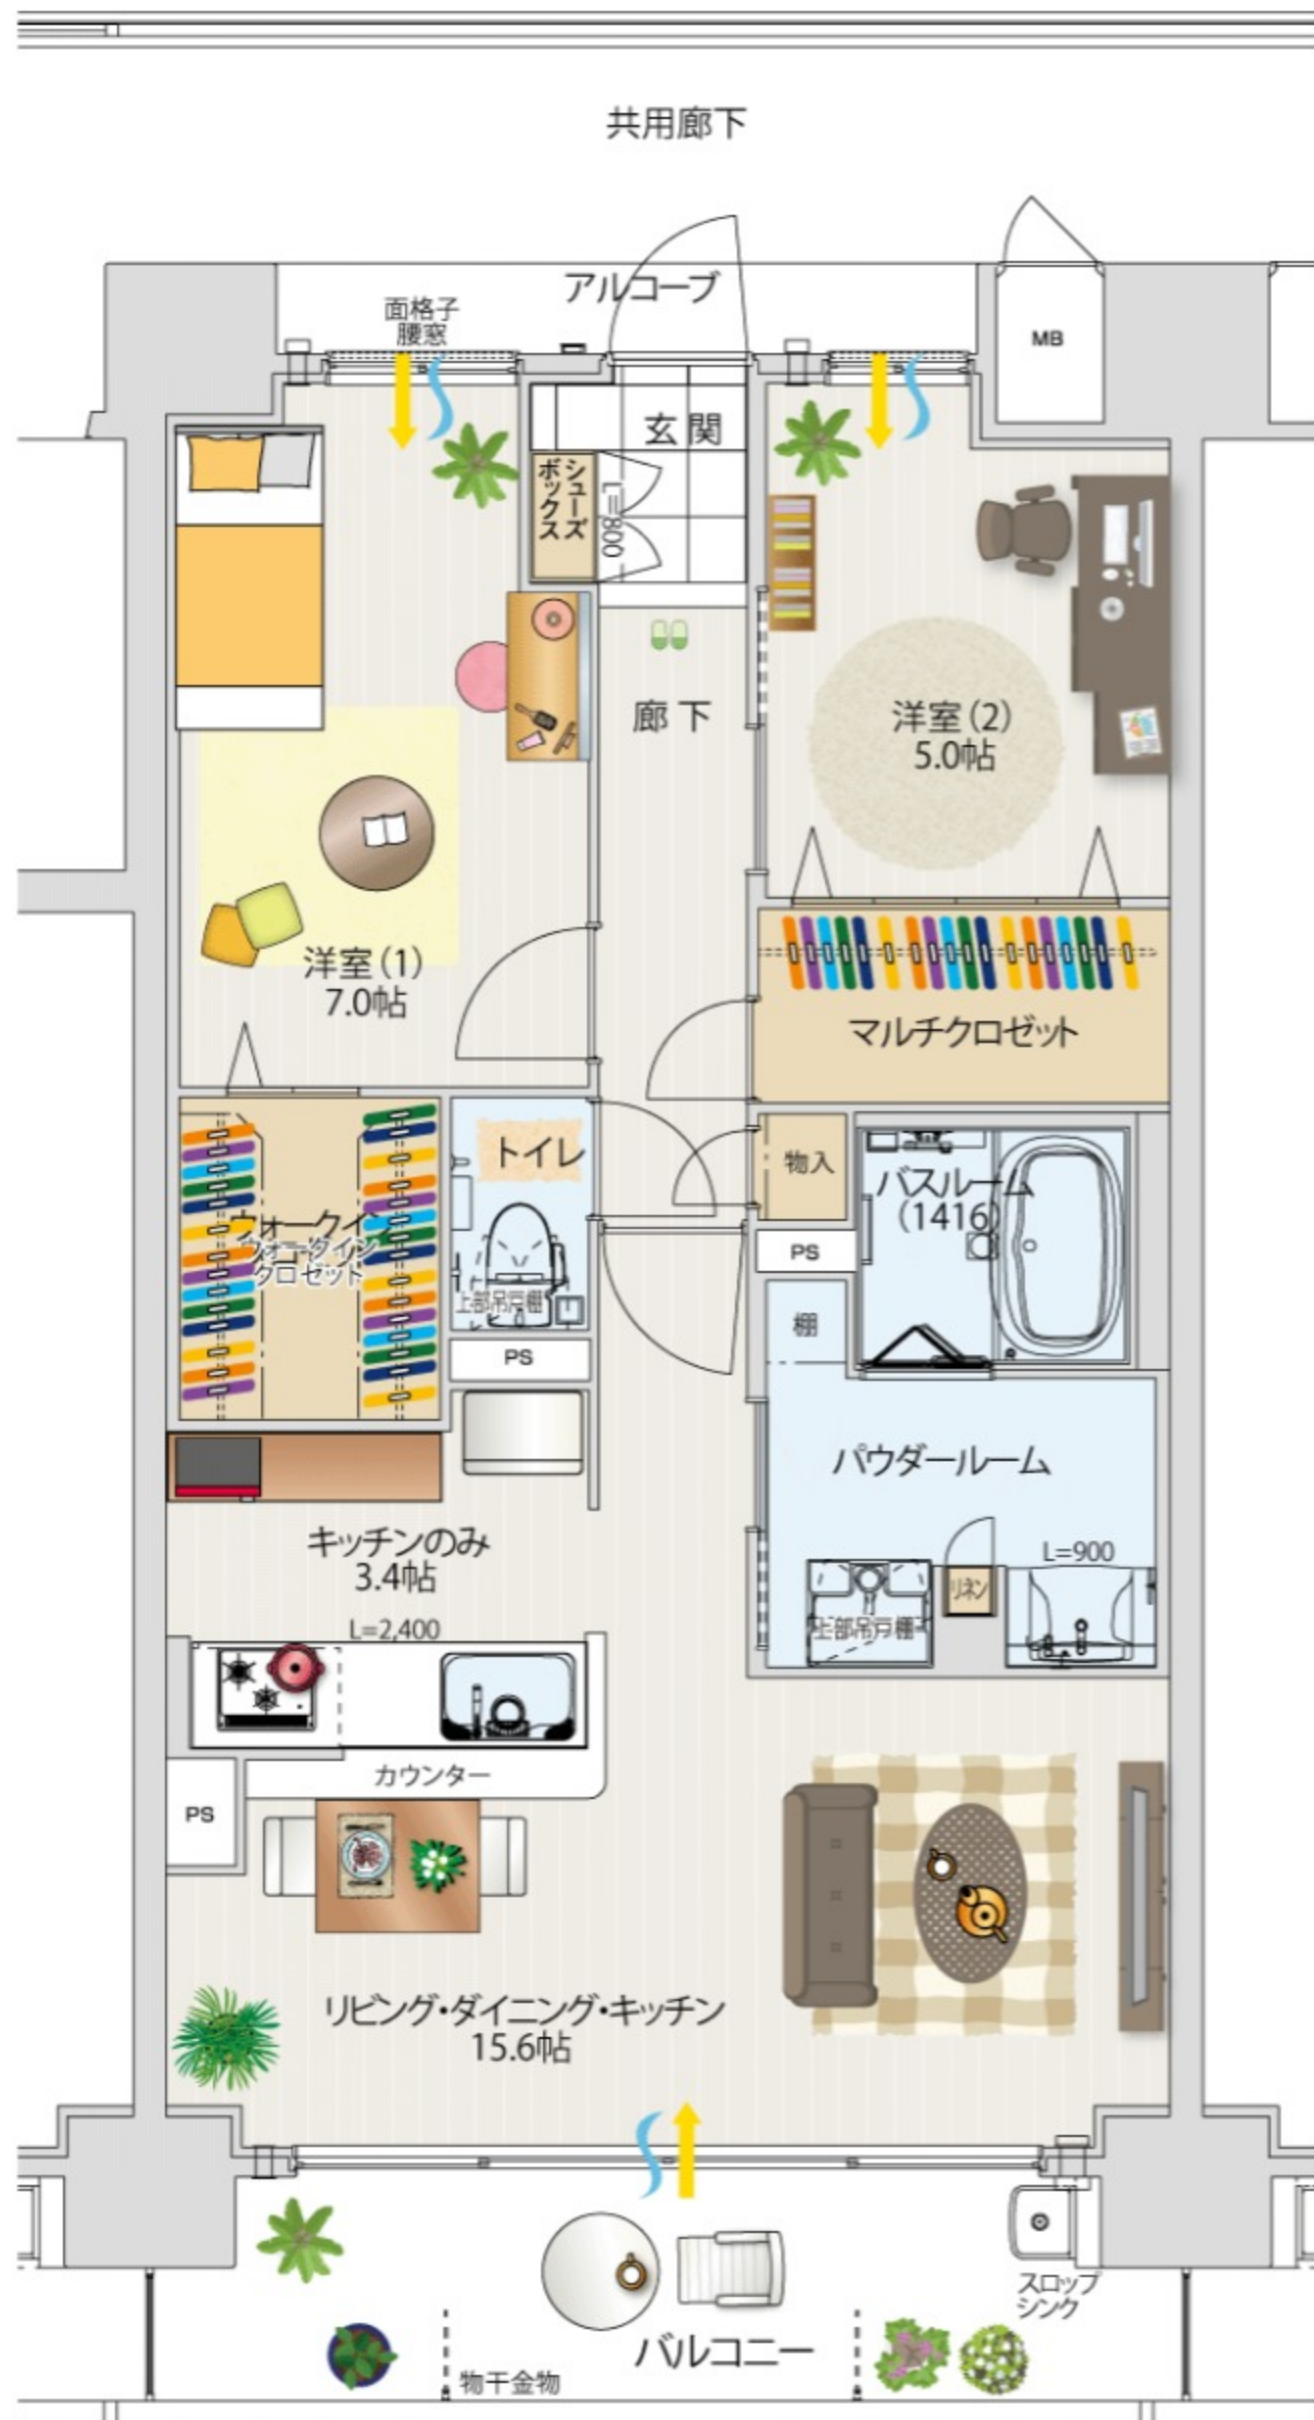 共用廊下
アルコーブ
面格子
腰窓
MB
玄関
シューズ
ボックス
L=800
廊下
洋室(2)
5.0帖
洋室(1)
7.0帖
マルチクロゼット
トイレ
物入
バスルーム
(1416)
ウォークイン
ウォークイン
クロゼット
PS
上部吊戸棚
棚
PS
パウダールーム
キッチンのみ
3.4帖
L=900
リネン
L=2,400
上部吊戸棚
カウンター
PS
リビング・ダイニング・キッチン
15.6帖
スロップ
シンク
バルコニー
物干金物